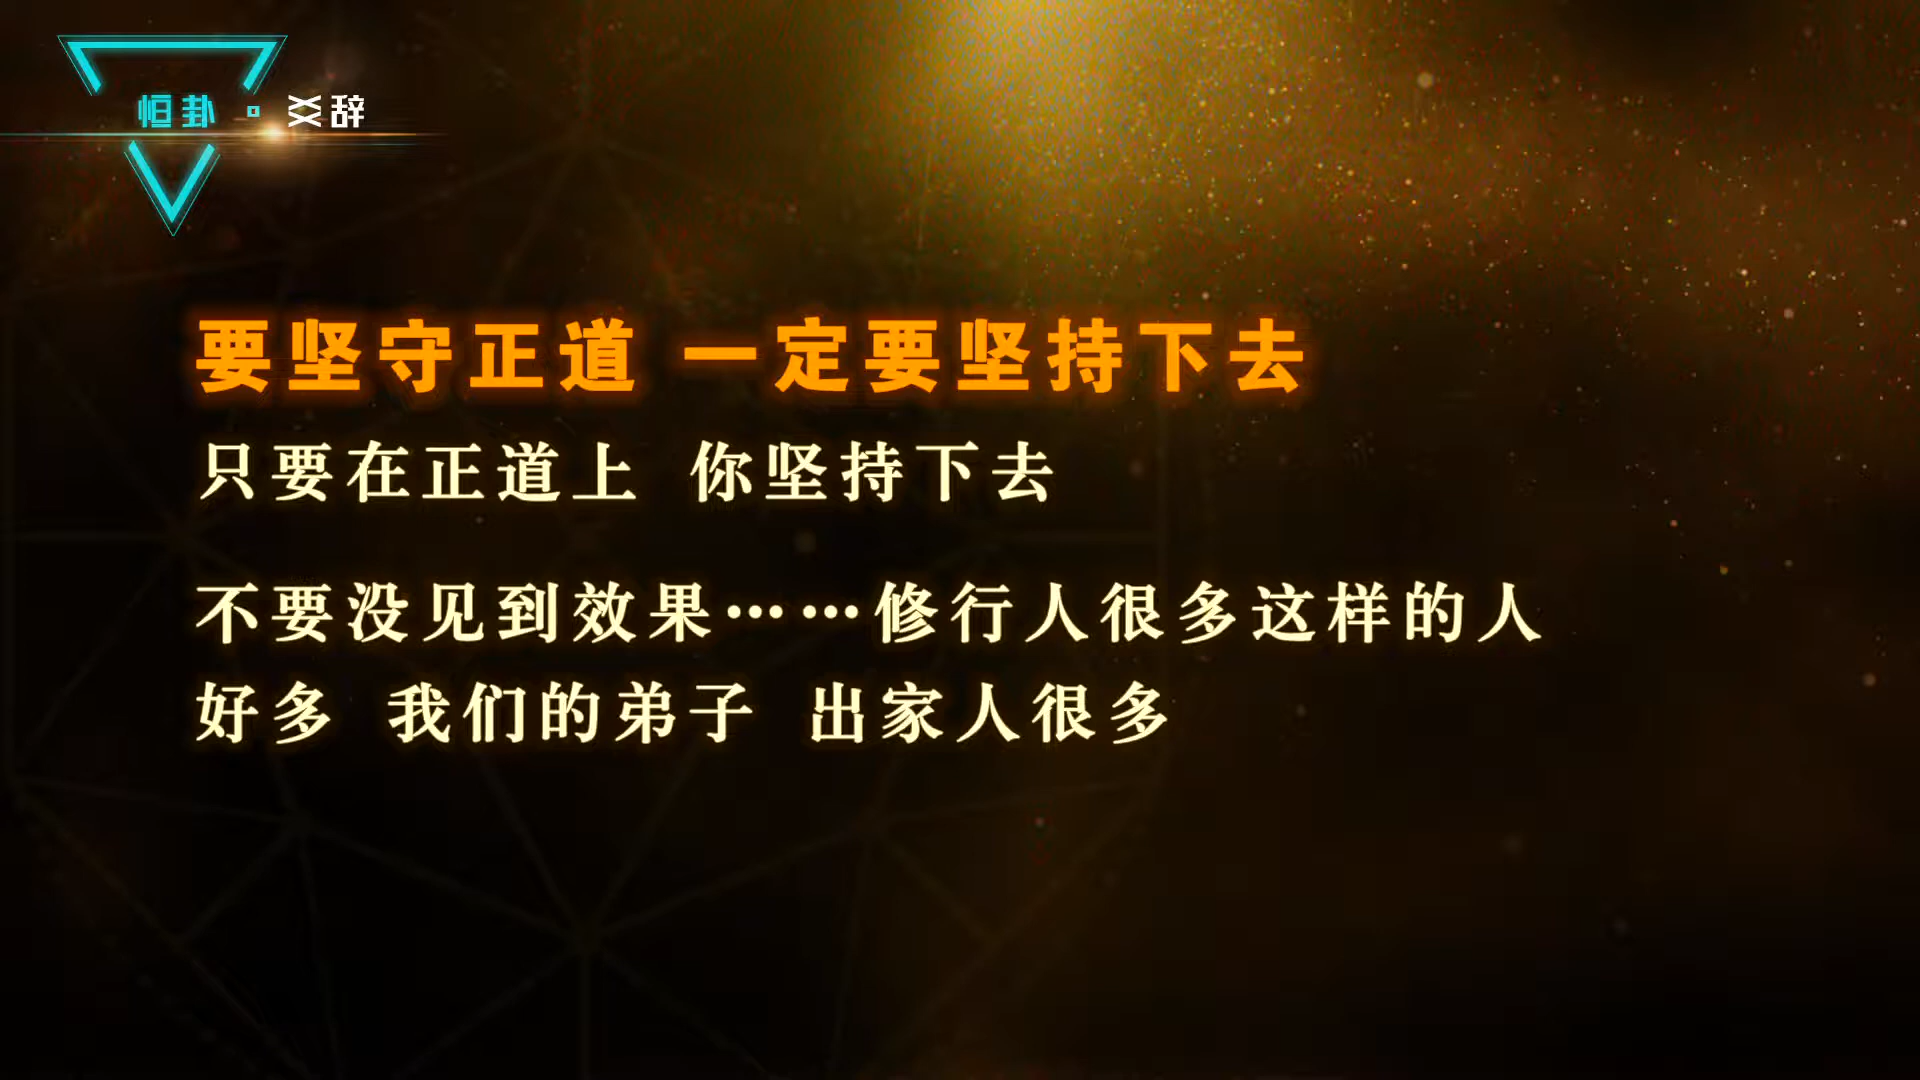 恒卦·爻辞
要坚守正道 一定要坚持下去
只要在正道上 你坚持下去
不要没见到效果……修行人很多这样的人
好多 我们的弟子 出家人很多